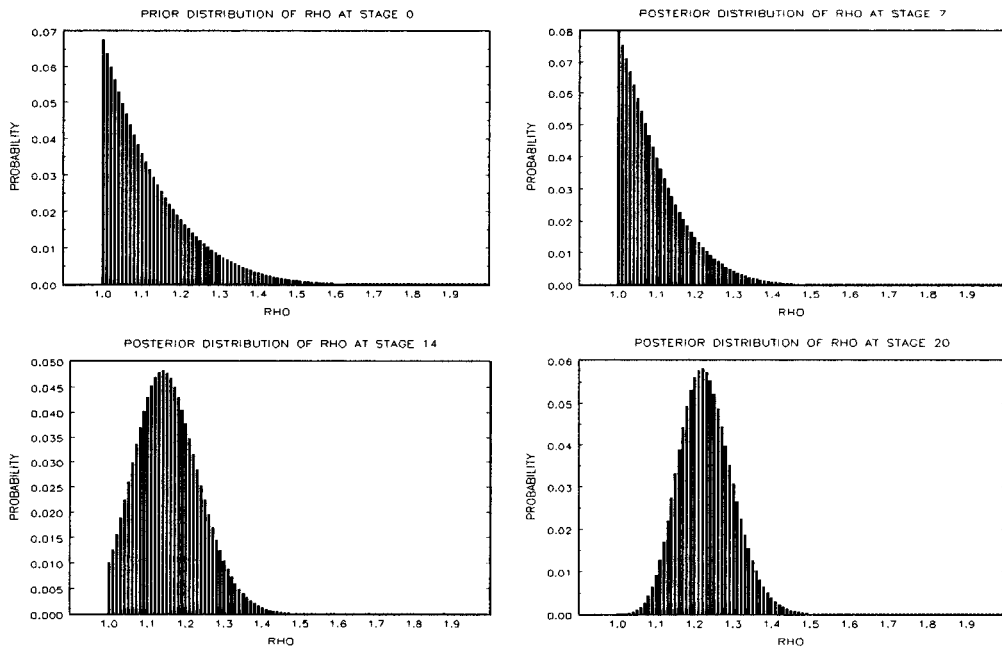 PRIOR DISTRIBUTION OF RHO AT STAGE 0
0.07
0.06
0.05
0.04
0.03
0.02
0.01
0.00
PROBABILITY
1.0 1.1 1.2 1.3 1.4 1.5 1.6 1.7 1.8 1.9
RHO
POSTERIOR DISTRIBUTION OF RHO AT STAGE 7
0.08
0.07
0.06
0.05
0.04
0.03
0.02
0.01
0.00
PROBABILITY
1.0 1.1 1.2 1.3 1.4 1.5 1.6 1.7 1.8 1.9
RHO
POSTERIOR DISTRIBUTION OF RHO AT STAGE 14
0.050
0.045
0.040
0.035
0.030
0.025
0.020
0.015
0.010
0.005
0.000
PROBABILITY
1.0 1.1 1.2 1.3 1.4 1.5 1.6 1.7 1.8 1.9
RHO
POSTERIOR DISTRIBUTION OF RHO AT STAGE 20
0.06
0.05
0.04
0.03
0.02
0.01
0.00
PROBABILITY
1.0 1.1 1.2 1.3 1.4 1.5 1.6 1.7 1.8 1.9
RHO